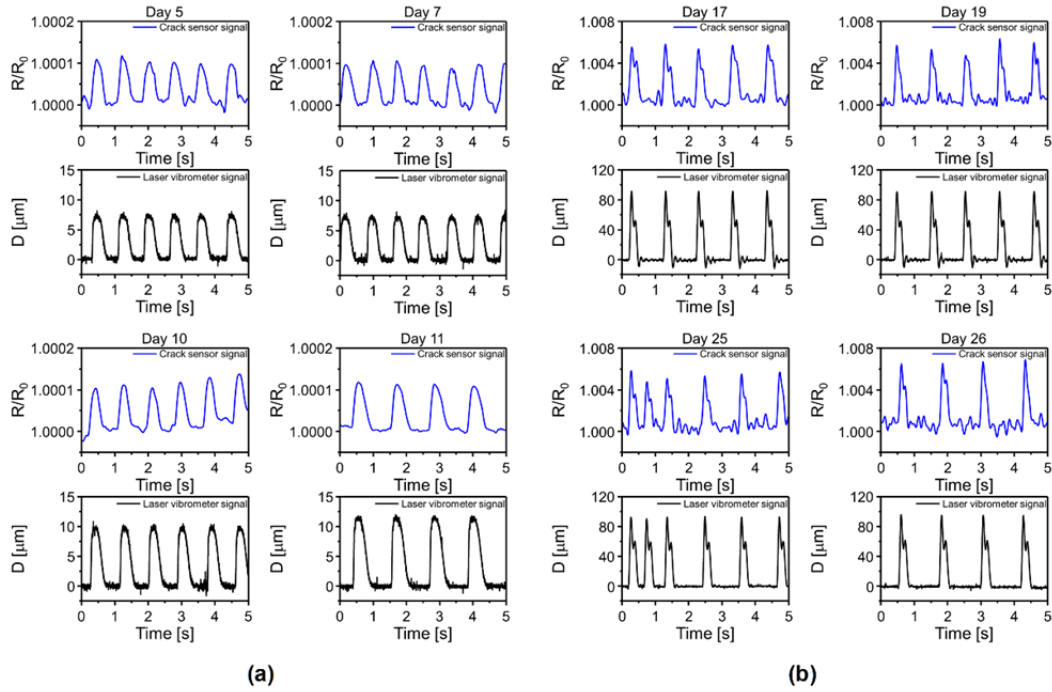 Day 5
Crack sensor signal
1.0002
1.0001
1.0000
R/R0
0 1 2 3 4 5
Time [s]
Laser vibrometer signal
15
10
5
0
D [µm]
0 1 2 3 4 5
Time [s]
Day 7
Crack sensor signal
1.0002
1.0001
1.0000
R/R0
0 1 2 3 4 5
Time [s]
Laser vibrometer signal
15
10
5
0
D [µm]
0 1 2 3 4 5
Time [s]
Day 10
Crack sensor signal
1.0002
1.0001
1.0000
R/R0
0 1 2 3 4 5
Time [s]
Laser vibrometer signal
15
10
5
0
D [µm]
0 1 2 3 4 5
Time [s]
Day 11
Crack sensor signal
1.0002
1.0001
1.0000
R/R0
0 1 2 3 4 5
Time [s]
Laser vibrometer signal
15
10
5
0
D [µm]
0 1 2 3 4 5
Time [s]
(a)
Day 17
Crack sensor signal
1.008
1.004
1.000
R/R0
0 1 2 3 4 5
Time [s]
Laser vibrometer signal
120
80
40
0
D [µm]
0 1 2 3 4 5
Time [s]
Day 19
Crack sensor signal
1.008
1.004
1.000
R/R0
0 1 2 3 4 5
Time [s]
Laser vibrometer signal
120
80
40
0
D [µm]
0 1 2 3 4 5
Time [s]
Day 25
Crack sensor signal
1.008
1.004
1.000
R/R0
0 1 2 3 4 5
Time [s]
Laser vibrometer signal
120
80
40
0
D [µm]
0 1 2 3 4 5
Time [s]
Day 26
Crack sensor signal
1.008
1.004
1.000
R/R0
0 1 2 3 4 5
Time [s]
Laser vibrometer signal
120
80
40
0
D [µm]
0 1 2 3 4 5
Time [s]
(b)